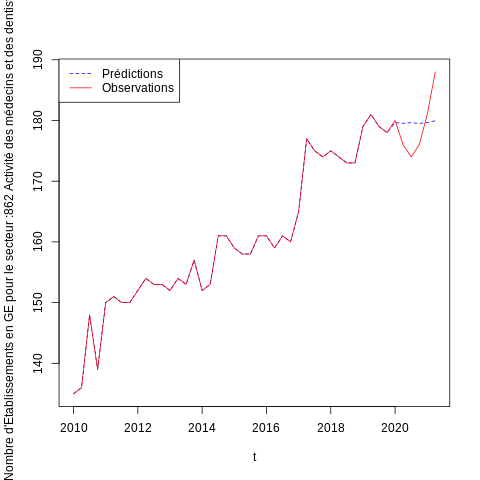 Nombre d'Etablissements en GE pour le secteur :862 Activité des médecins et des dentis
190
180
170
160
150
140
Prédictions
Observations
2010 2012 2014 2016 2018 2020
t